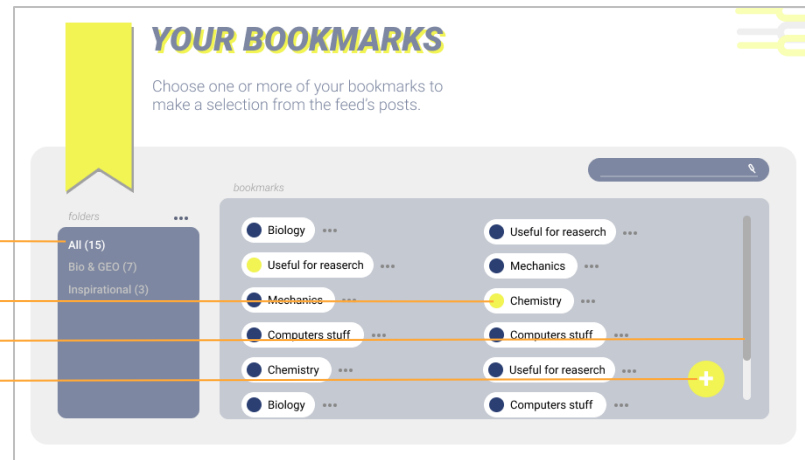 YOUR BOOKMARKS
Choose one or more of your bookmarks to
make a selection from the feed's posts.
folders
All (15)
Bio & GEO (7)
Inspirational (3)
bookmarks
Biology
Useful for reaserch
Useful for reaserch
Mechanics
Mechanics
Chemistry
Computers stuff
Computers stuff
Chemistry
Useful for reaserch
Biology
Computers stuff